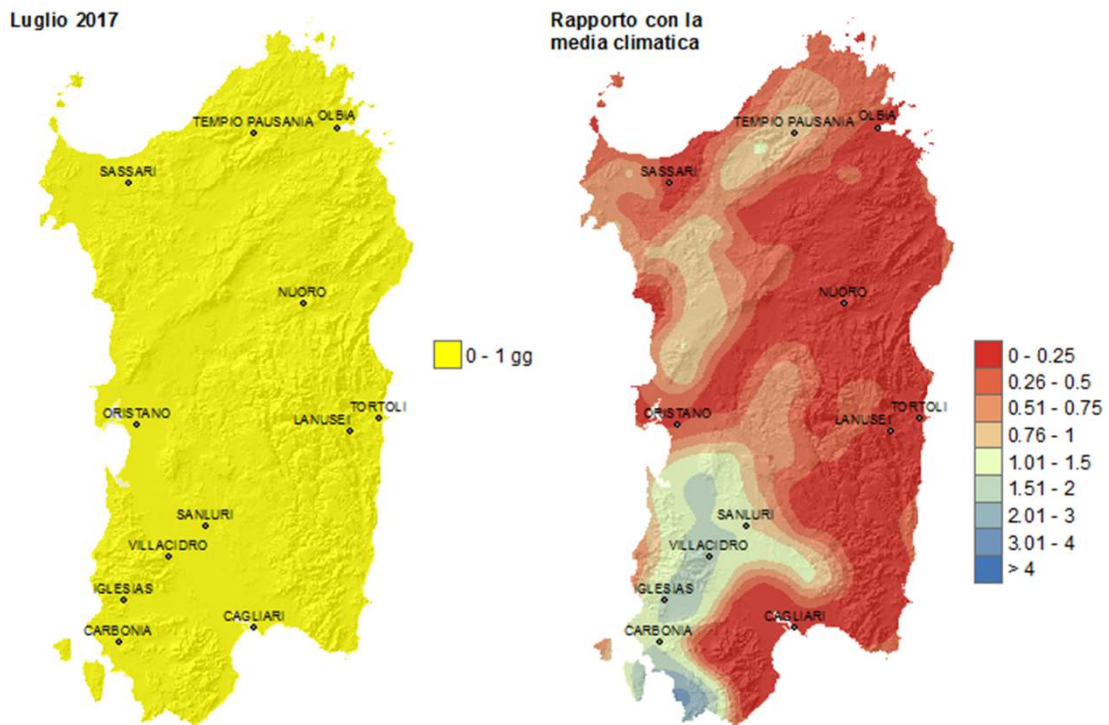 Luglio 2017
TEMPIO PAUSANIA
OLBIA
SASSARI
NUORO
ORISTANO
LANUSEI
TORTOLI
SANLURI
VILLACIDRO
IGLESIAS
CARBONIA
CAGLIARI
0 - 1 gg
Rapporto con la
media climatica
TEMPIO PAUSANIA
OLBIA
SASSARI
NUORO
ORISTANO
LANUSEI
TORTOLI
SANLURI
VILLACIDRO
IGLESIAS
CARBONIA
CAGLIARI
0 - 0.25
0.26 - 0.5
0.51 - 0.75
0.76 - 1
1.01 - 1.5
1.51 - 2
2.01 - 3
3.01 - 4
> 4